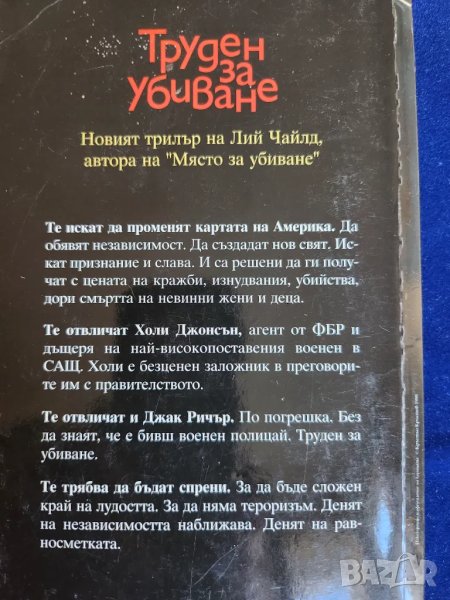 Труден
за
убиване
Новият трилър на Лий Чайлд,
автора на "Място за убиване"
Те искат да променят картата на Америка. Да
обявят независимост. Да създадат нов свят. Ис-
кат признание и слава. И са решени да ги полу-
чат с цената на кражби, изнудвания, убийства,
дори смъртта на невинни жени и деца.
Те отвличат Холи Джонсън, агент от ФБР и
дъщеря на най-високопоставения военен в
САЩ. Холи е безценен заложник в преговори-
те им с правителството.
Те отвличат и Джак Ричър. По погрешка. Без
да знаят, че е бивш военен полицай. Труден за
убиване.
Те трябва да бъдат спрени. За да бъде сложен
край на лудостта. За да няма тероризъм. Денят
на независимостта наближава. Денят на рав-
носметката.
BAZAR